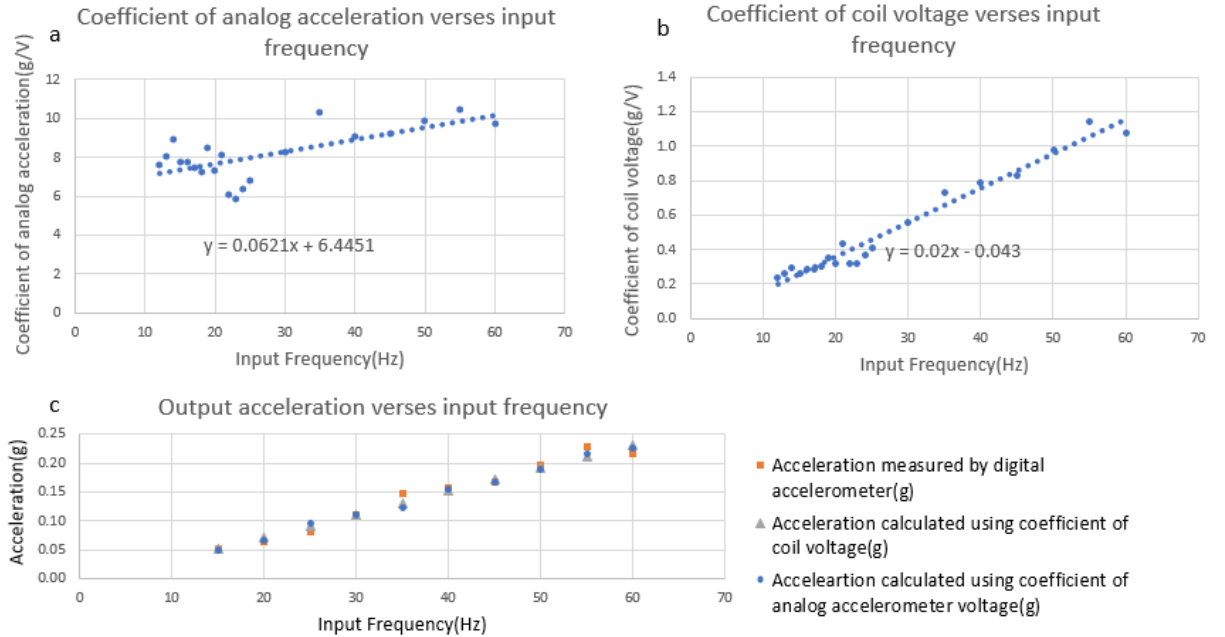 a
Coefficient of analog acceleration verses input
frequency
Coefficient of analog acceleration(g/V)
12
10
8
6
4
2
0
y = 0.0621x + 6.4451
0 10 20 30 40 50 60 70
Input Frequency(Hz)
b
Coefficient of coil voltage verses input
frequency
Coefficient of coil voltage(g/V)
1.4
1.2
1.0
0.8
0.6
0.4
0.2
0.0
y = 0.02x - 0.043
0 10 20 30 40 50 60 70
Input Frequency(Hz)
c
Output acceleration verses input frequency
Acceleration(g)
0.25
0.20
0.15
0.10
0.05
0.00
0 10 20 30 40 50 60 70
Input Frequency(Hz)
Acceleration measured by digital
accelerometer(g)
Acceleration calculated using coefficient of
coil voltage(g)
Acceleartion calculated using coefficient of
analog accelerometer voltage(g)